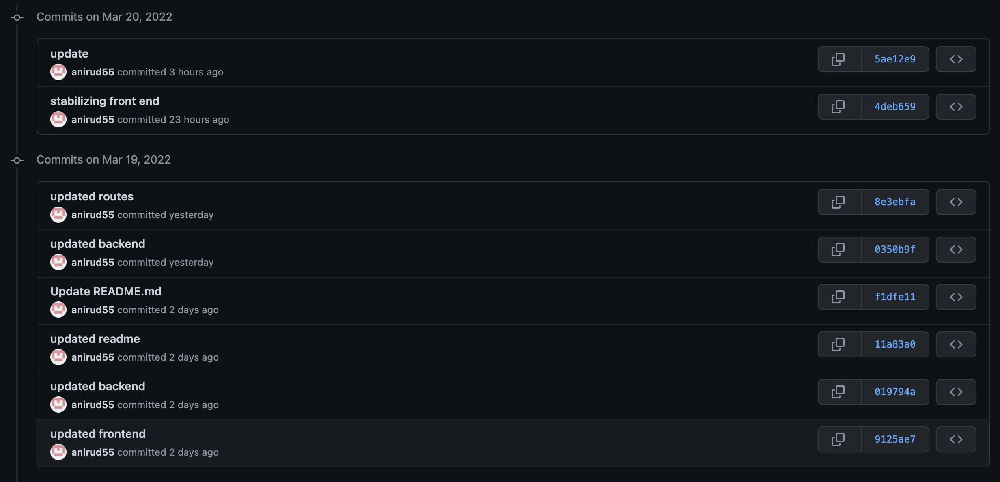 Commits on Mar 20, 2022
update
anirud55 committed 3 hours ago
5ae12e9
stabilizing front end
anirud55 committed 23 hours ago
4deb659
Commits on Mar 19, 2022
updated routes
anirud55 committed yesterday
8e3ebfa
updated backend
anirud55 committed yesterday
0350b9f
Update README.md
anirud55 committed 2 days ago
f1dfe11
updated readme
anirud55 committed 2 days ago
11a83a0
updated backend
anirud55 committed 2 days ago
019794a
updated frontend
anirud55 committed 2 days ago
9125ae7